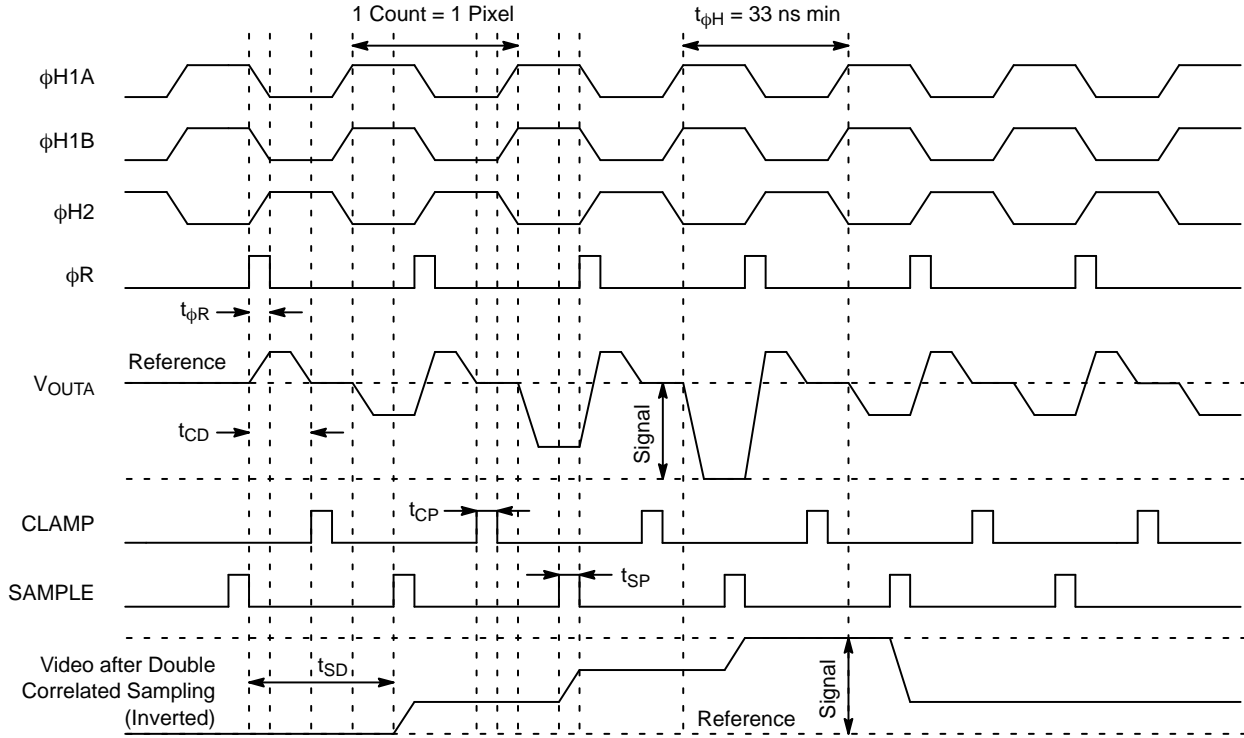 1 Count = 1 Pixel
tϕH = 33 ns min
ϕH1A
ϕH1B
ϕH2
ϕR
tϕR
Reference
VOUTA
tCD
Signal
CLAMP
tCP
SAMPLE
tSP
Video after Double
Correlated Sampling
(Inverted)
tSD
Reference
Signal